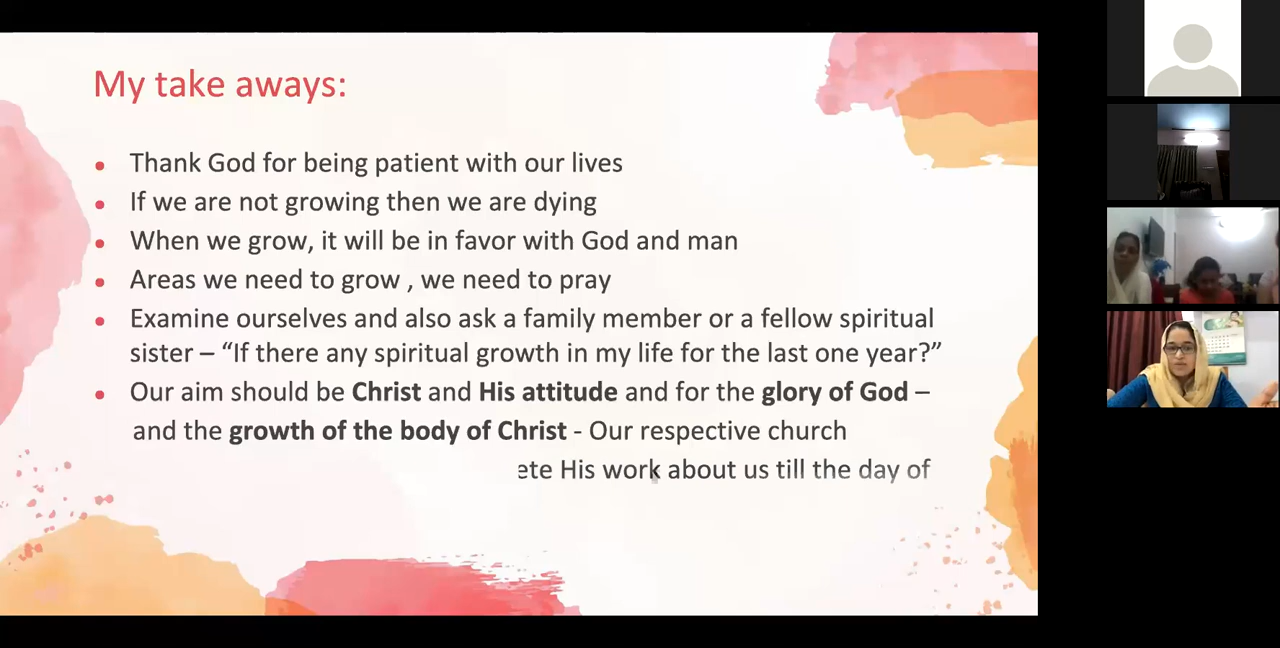 My take aways:
• Thank God for being patient with our lives
• If we are not growing then we are dying
• When we grow, it will be in favor with God and man
• Areas we need to grow , we need to pray
• Examine ourselves and also ask a family member or a fellow spiritual
sister – “If there any spiritual growth in my life for the last one year?”
• Our aim should be Christ and His attitude and for the glory of God –
and the growth of the body of Christ - Our respective church
His work about us till the day of